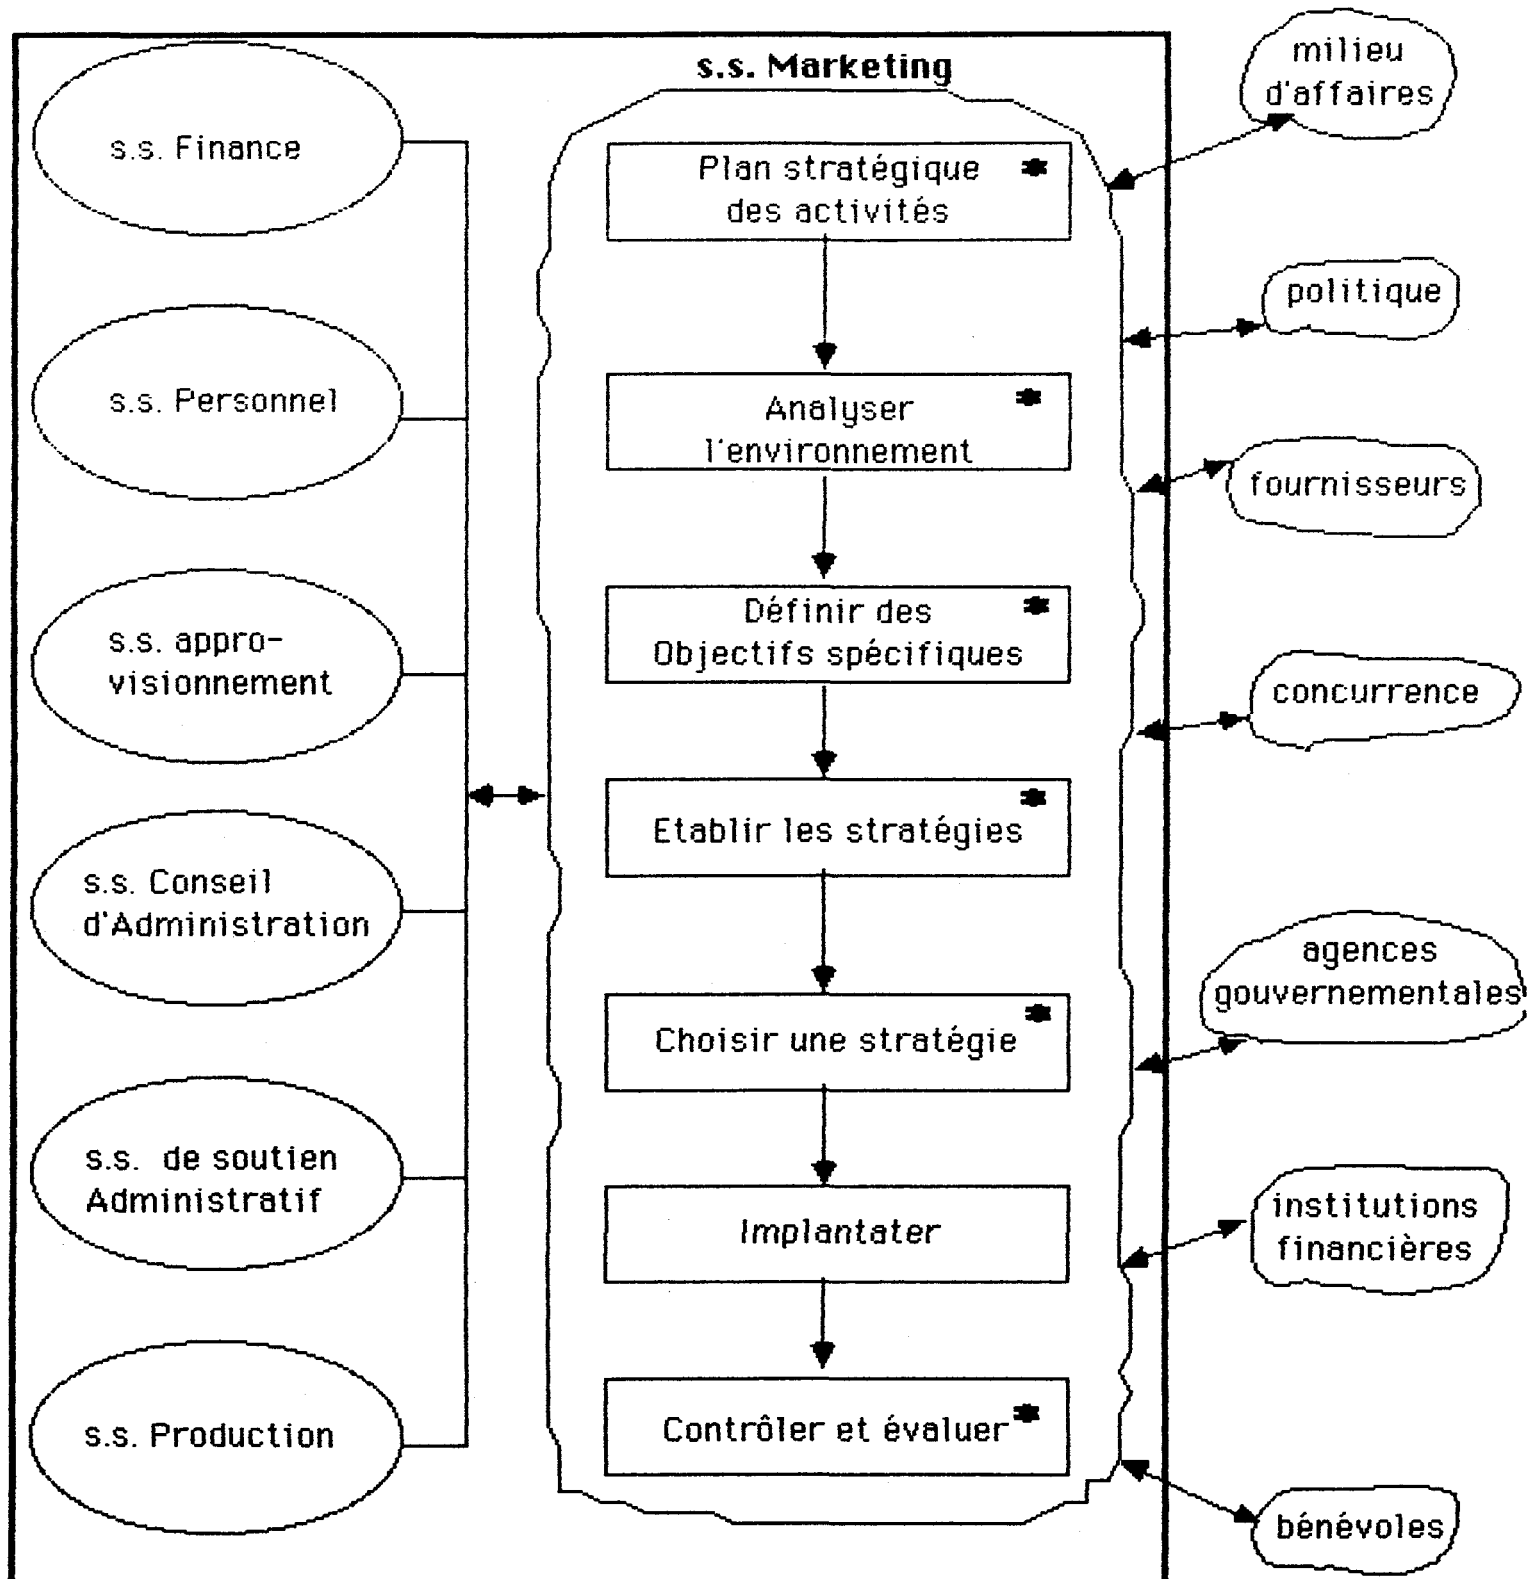 s.s. Marketing
s.s. Finance
s.s. Personnel
s.s. appro-
visionnement
s.s. Conseil
d'Administration
s.s. de soutien
Administratif
s.s. Production
Plan stratégique *
des activités
Analyser *
l'environnement
Définir des *
Objectifs spécifiques
*
Etablir les stratégies
*
Choisir une stratégie
Implantater
Contrôler et évaluer *
milieu
d'affaires
politique
fournisseurs
concurrence
agences
gouvernementales
institutions
financières
bénévoles